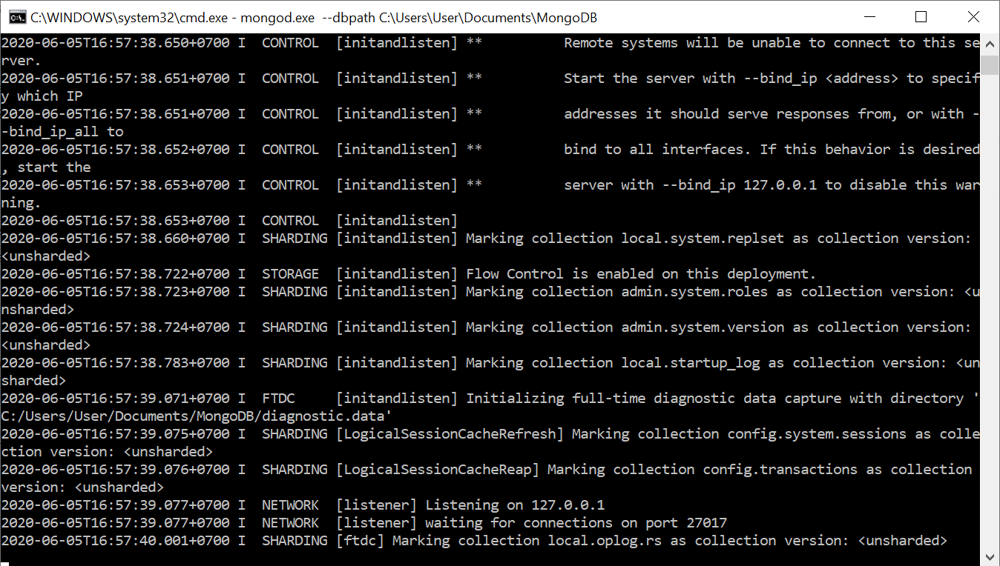 C:\WINDOWS\system32\cmd.exe - mongod.exe  --dbpath C:\Users\User\Documents\MongoDB
2020-06-05T16:57:38.650+0700 I  CONTROL  [initandlisten] **          Remote systems will be unable to connect to this se
rver.
2020-06-05T16:57:38.651+0700 I  CONTROL  [initandlisten] **          Start the server with --bind_ip <address> to specif
y which IP
2020-06-05T16:57:38.651+0700 I  CONTROL  [initandlisten] **          addresses it should serve responses from, or with -
-bind_ip_all to
2020-06-05T16:57:38.652+0700 I  CONTROL  [initandlisten] **          bind to all interfaces. If this behavior is desired
, start the
2020-06-05T16:57:38.653+0700 I  CONTROL  [initandlisten] **          server with --bind_ip 127.0.0.1 to disable this war
ning.
2020-06-05T16:57:38.653+0700 I  CONTROL  [initandlisten]
2020-06-05T16:57:38.660+0700 I  SHARDING [initandlisten] Marking collection local.system.replset as collection version:
<unsharded>
2020-06-05T16:57:38.722+0700 I  STORAGE  [initandlisten] Flow Control is enabled on this deployment.
2020-06-05T16:57:38.723+0700 I  SHARDING [initandlisten] Marking collection admin.system.roles as collection version: <u
nsharded>
2020-06-05T16:57:38.724+0700 I  SHARDING [initandlisten] Marking collection admin.system.version as collection version:
<unsharded>
2020-06-05T16:57:38.783+0700 I  SHARDING [initandlisten] Marking collection local.startup_log as collection version: <un
sharded>
2020-06-05T16:57:39.071+0700 I  FTDC     [initandlisten] Initializing full-time diagnostic data capture with directory '
C:/Users/User/Documents/MongoDB/diagnostic.data'
2020-06-05T16:57:39.075+0700 I  SHARDING [LogicalSessionCacheRefresh] Marking collection config.system.sessions as colle
ction version: <unsharded>
2020-06-05T16:57:39.076+0700 I  SHARDING [LogicalSessionCacheReap] Marking collection config.transactions as collection
version: <unsharded>
2020-06-05T16:57:39.077+0700 I  NETWORK  [listener] Listening on 127.0.0.1
2020-06-05T16:57:39.077+0700 I  NETWORK  [listener] waiting for connections on port 27017
2020-06-05T16:57:40.001+0700 I  SHARDING [ftdc] Marking collection local.oplog.rs as collection version: <unsharded>